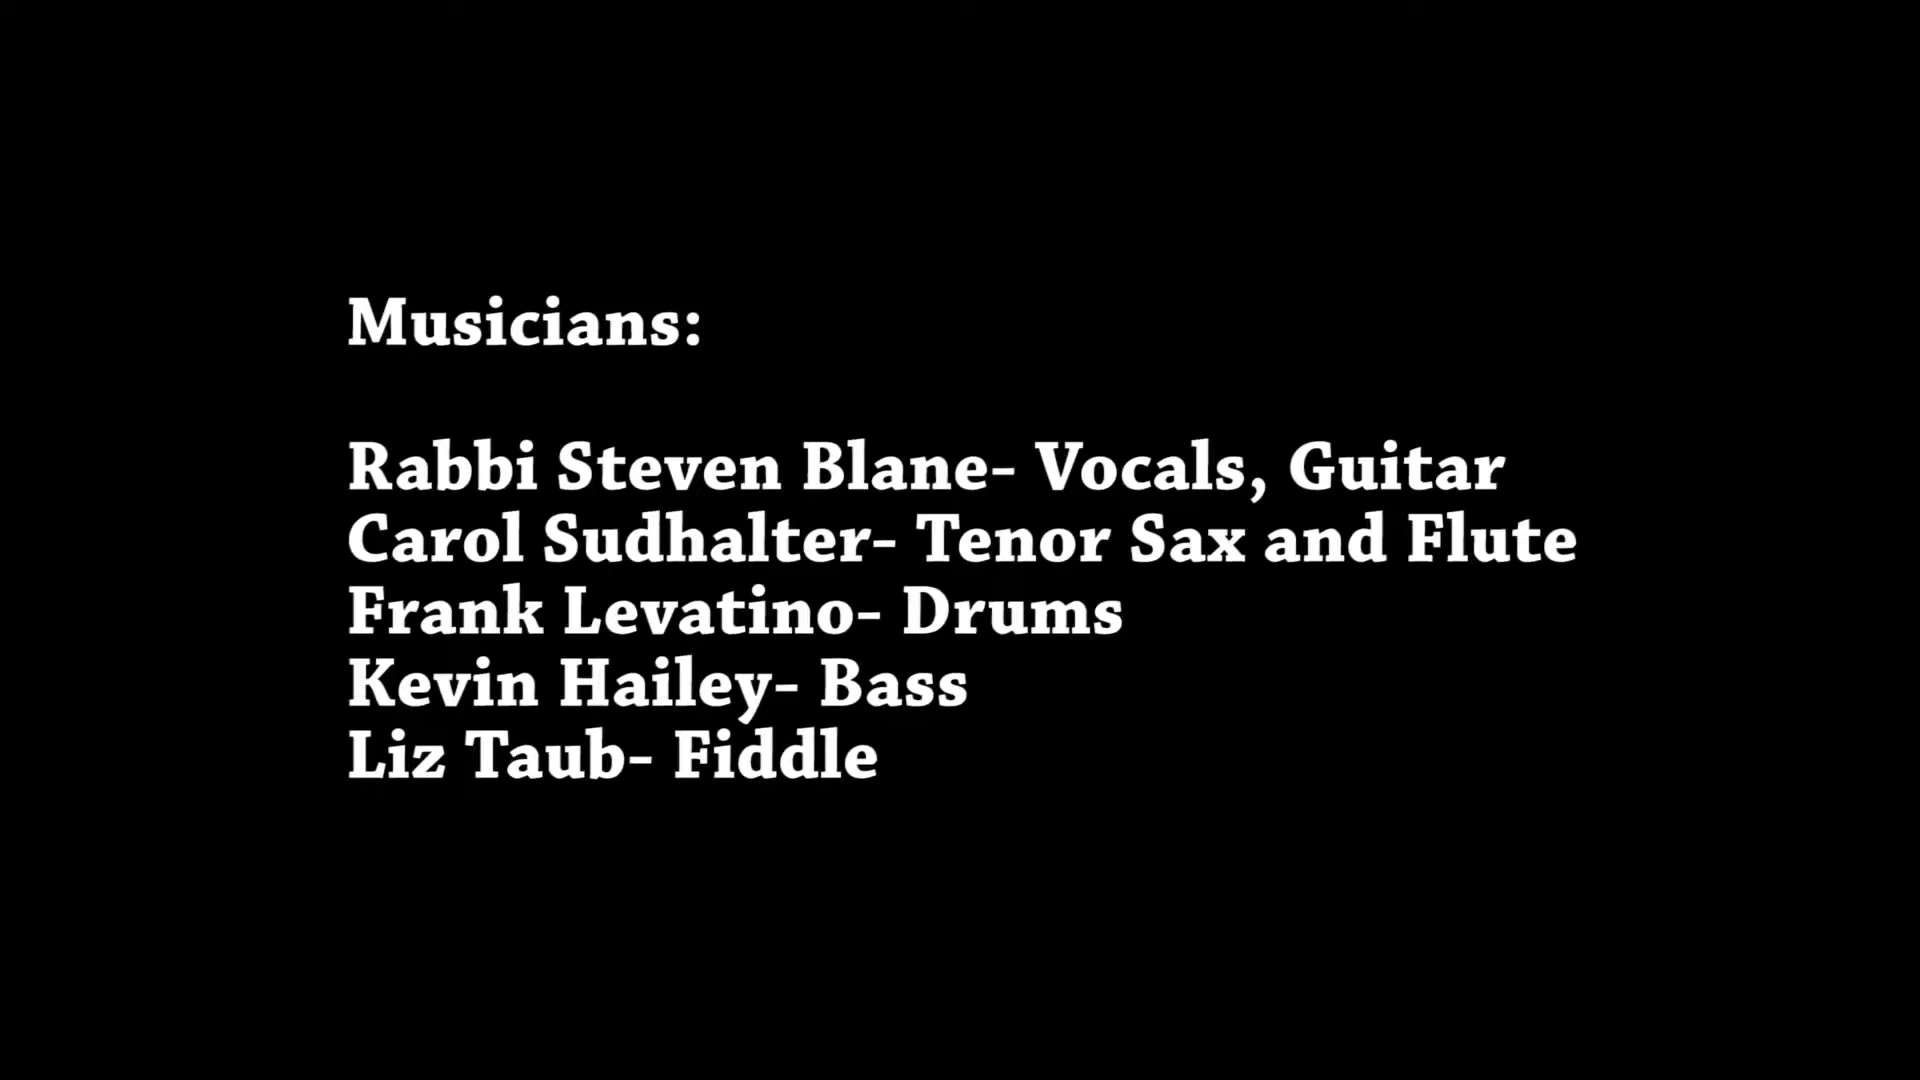 Musicians:
Rabbi Steven Blane- Vocals, Guitar
Carol Sudhalter- Tenor Sax and Flute
Frank Levatino- Drums
Kevin Hailey- Bass
Liz Taub- Fiddle